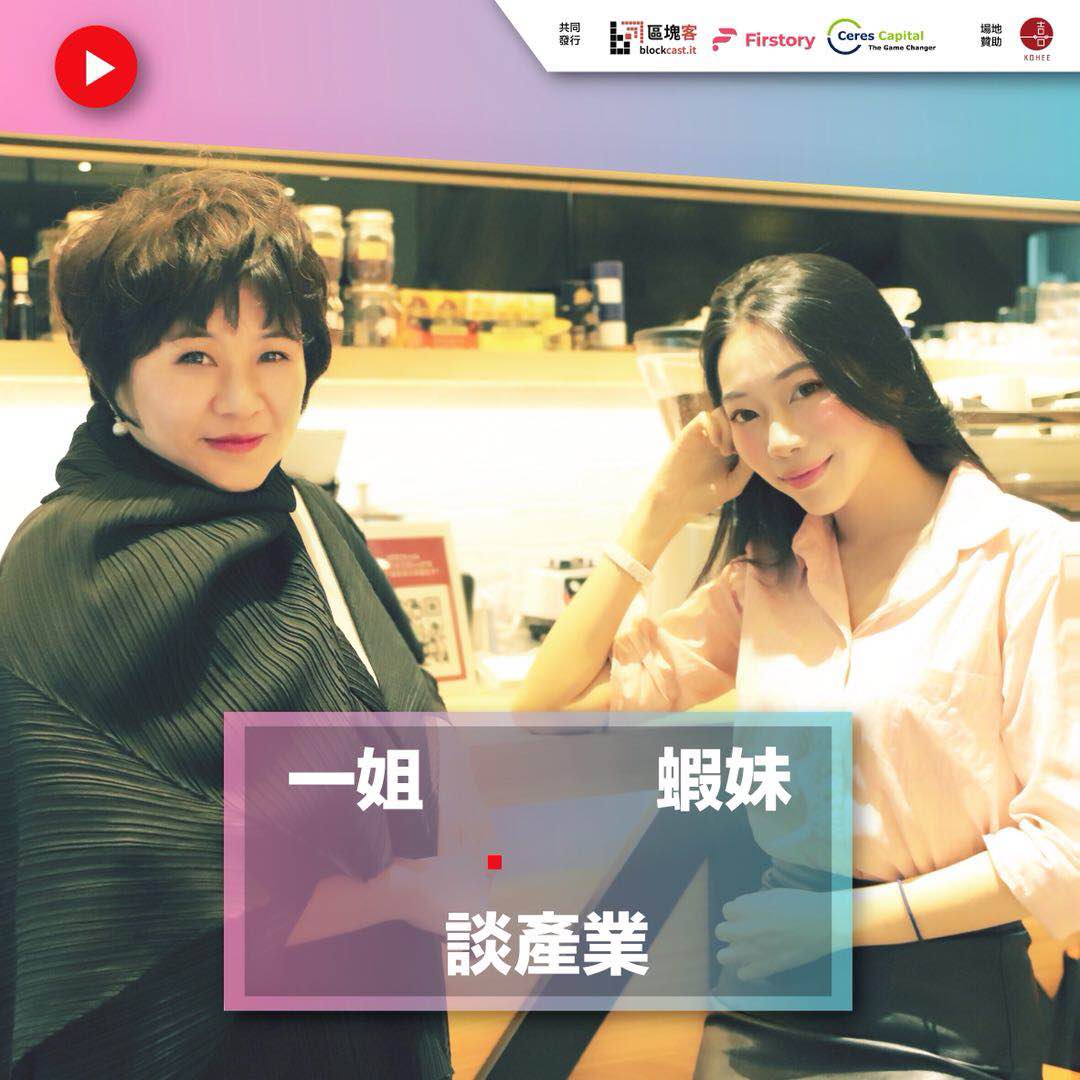 共同
發行
區塊客
blockcast.it
Firstory
Ceres Capital
The Game Changer
場地
贊助
吉
KOHEE
一姐 蝦妹
談產業